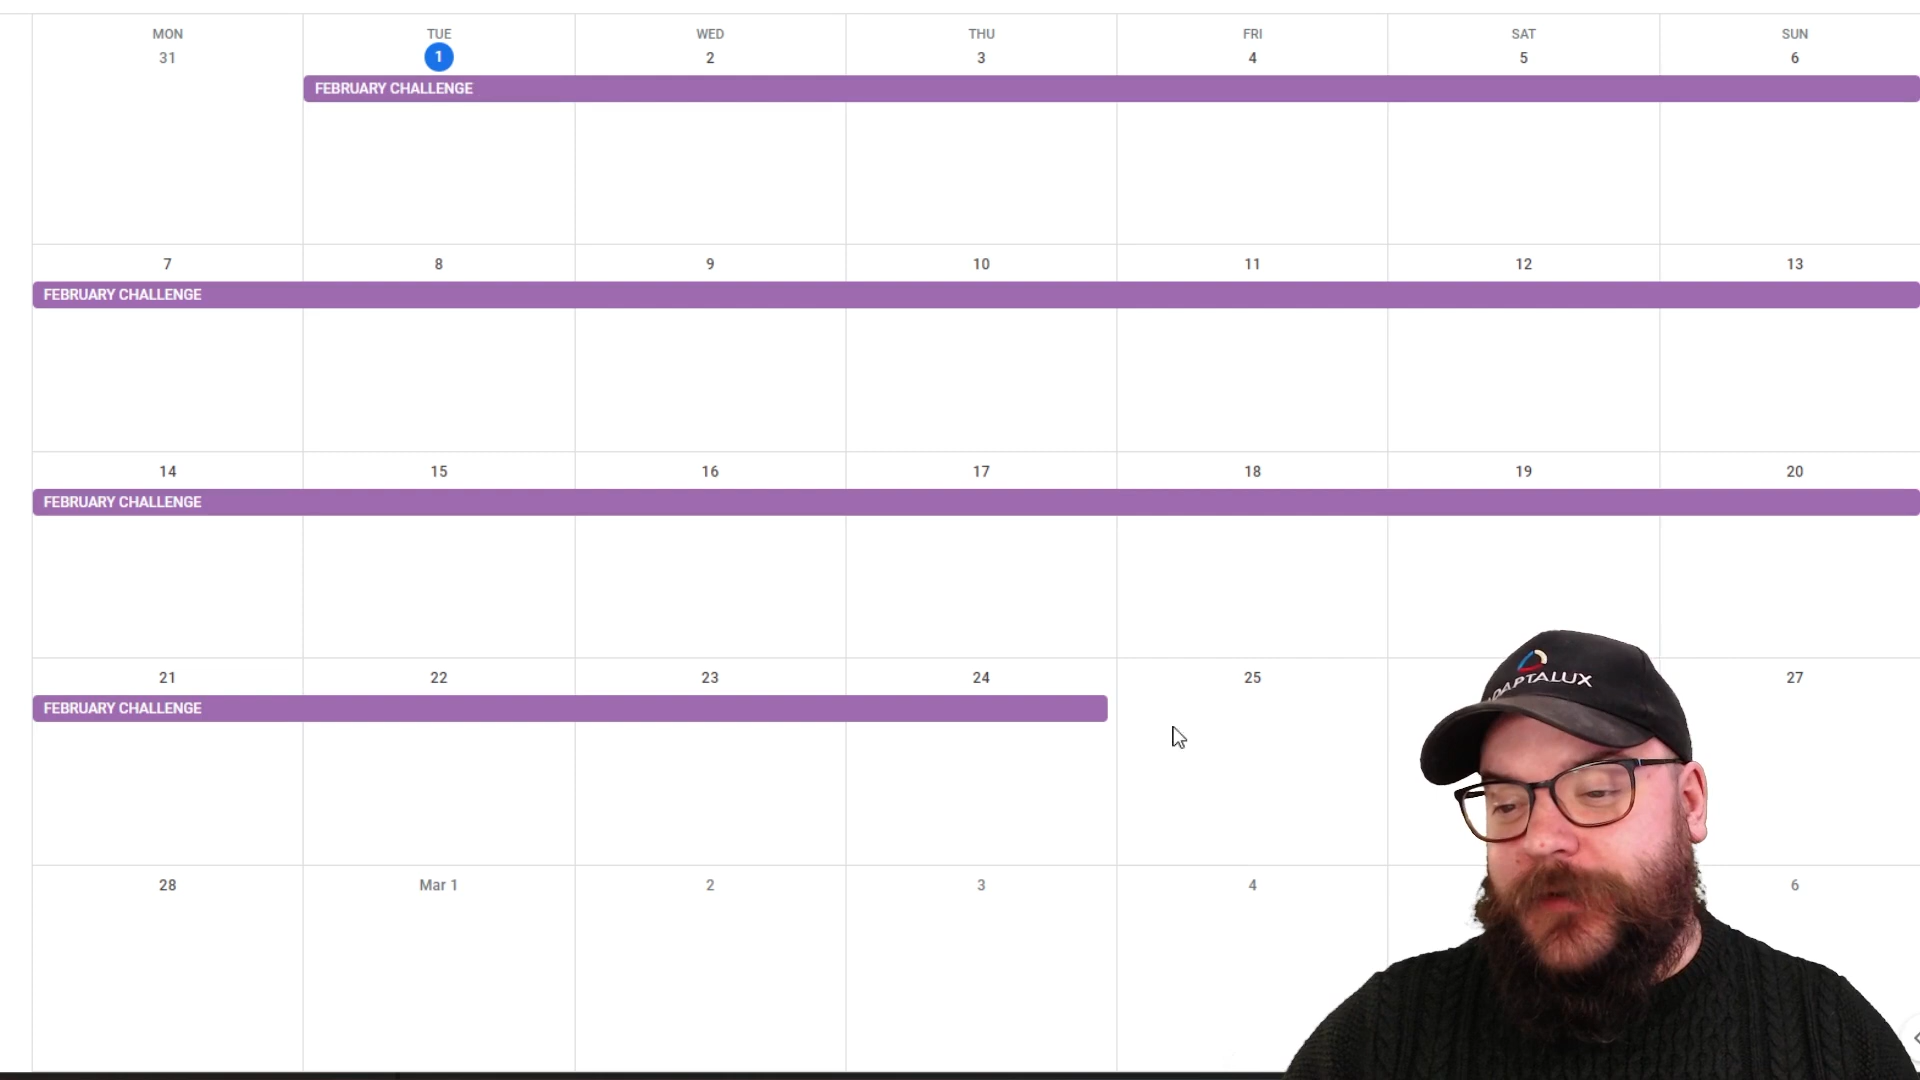 MON TUE WED THU FRI SAT SUN
31 1 2 3 4 5 6
FEBRUARY CHALLENGE
7 8 9 10 11 12 13
FEBRUARY CHALLENGE
14 15 16 17 18 19 20
FEBRUARY CHALLENGE
21 22 23 24 25 27
FEBRUARY CHALLENGE
28 Mar 1 2 3 4 6